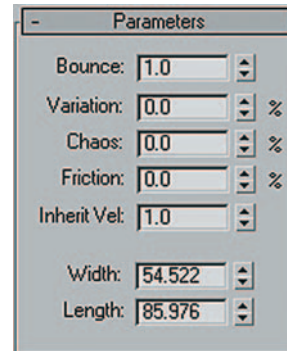 - Parameters
Bounce: 1.0
Variation: 0.0 %
Chaos: 0.0 %
Friction: 0.0 %
Inherit Vel: 1.0
Width: 54.522
Length: 85.976